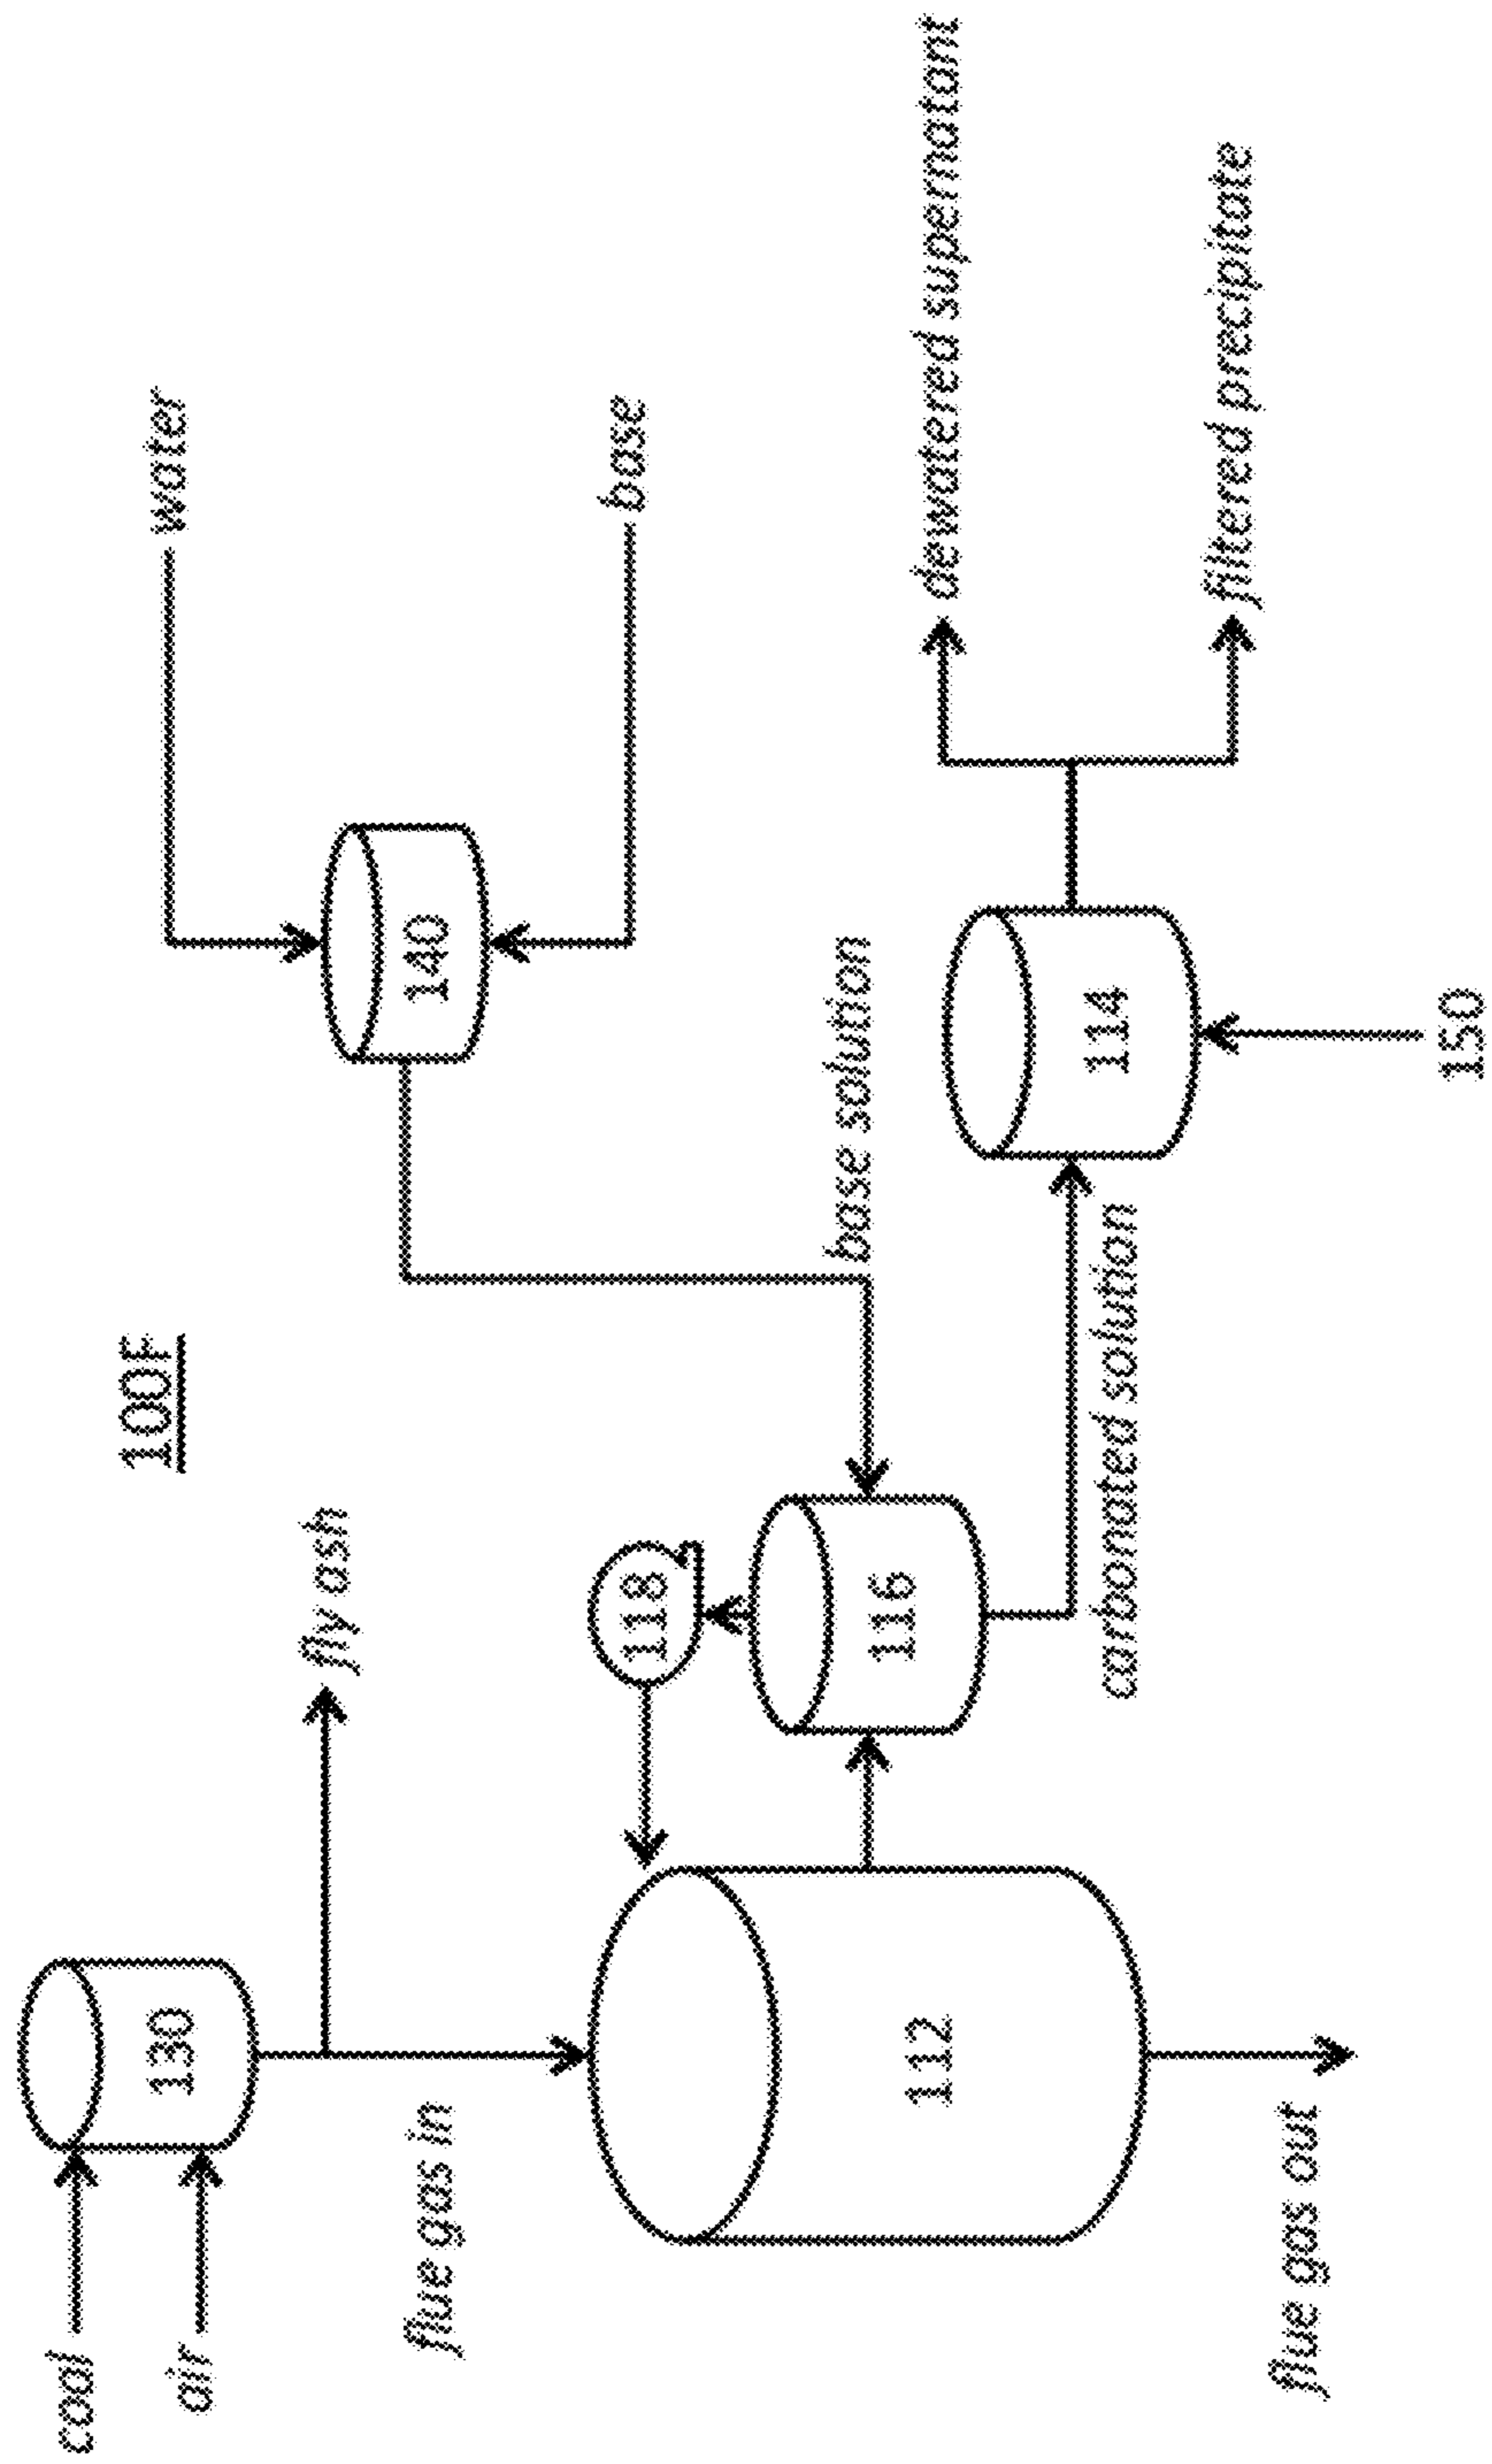 100F
coal
air
130
fly ash
flue gas in
112
flue gas out
118
116
water
140
base
base solution
carbonated solution
114
150
dewatered supernatant
filtered precipitate